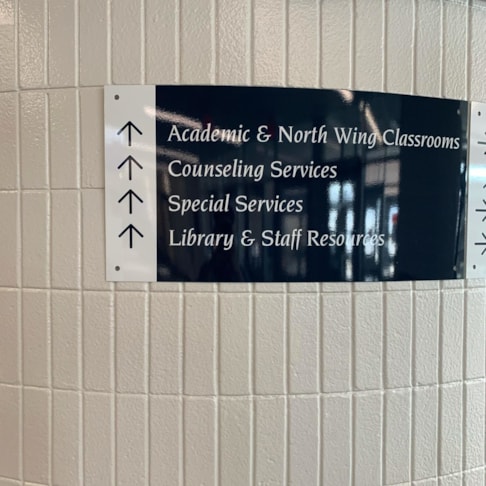 Academic & North Wing Classrooms
Counseling Services
Special Services
Library & Staff Resources